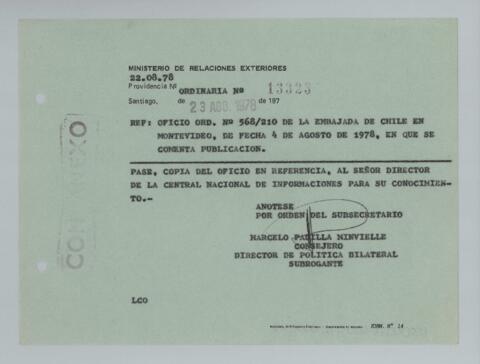 MINISTERIO DE RELACIONES EXTERIORES
22.08.78
Providencia Nº ORDINARIA Nº 13323
Santiago, de 23 AGO. 1978 de 197
REF: OFICIO ORD. Nº 568/210 DE LA EMBAJADA DE CHILE EN
MONTEVIDEO, DE FECHA 4 DE AGOSTO DE 1978, EN QUE SE
COMENTA PUBLICACION.
PASE, COPIA DEL OFICIO EN REFERENCIA, AL SEÑOR DIRECTOR
DE LA CENTRAL NACIONAL DE INFORMACIONES PARA SU CONOCIMIEN-
TO.-
ANOTESE
POR ORDEN DEL SUBSECRETARIO
MARCELO PADILLA MINVIELLE
CONSEJERO
DIRECTOR DE POLITICA BILATERAL
SUBROGANTE
LCO
FORM. Nº 14
CON ANEXO